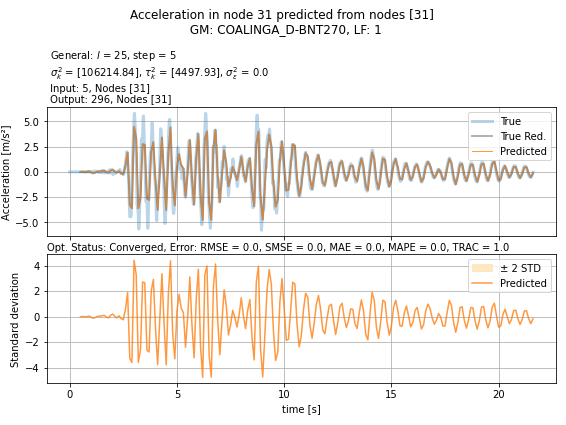 Acceleration in node 31 predicted from nodes [31]
GM: COALINGA_D-BNT270, LF: 1
General: l = 25, step = 5
σ²ₖ = [106214.84], τ²ₖ = [4497.93], σ²ₑ = 0.0
Input: 5, Nodes [31]
Output: 296, Nodes [31]
Acceleration [m/s²]
5.0
2.5
0.0
−2.5
−5.0
True
True Red.
Predicted
Opt. Status: Converged, Error: RMSE = 0.0, SMSE = 0.0, MAE = 0.0, MAPE = 0.0, TRAC = 1.0
Standard deviation
4
2
0
−2
−4
± 2 STD
Predicted
0
5
10
15
20
time [s]